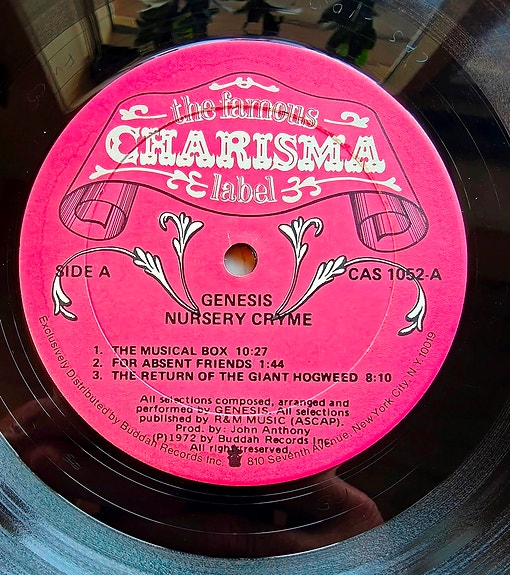 the famous
CHARISMA
label
SIDE A
CAS 1052-A
GENESIS
NURSERY CRYME
1. THE MUSICAL BOX 10:27
2. FOR ABSENT FRIENDS 1:44
3. THE RETURN OF THE GIANT HOGWEED 8:10
All selections composed, arranged and
performed by GENESIS. All selections
published by R&M MUSIC (ASCAP).
Prod. by: John Anthony
(P)1972 by Buddah Records Inc.
All rights reserved.
Exclusively Distributed by Buddah Records Inc. 810 Seventh Avenue, New York City, N.Y. 10019